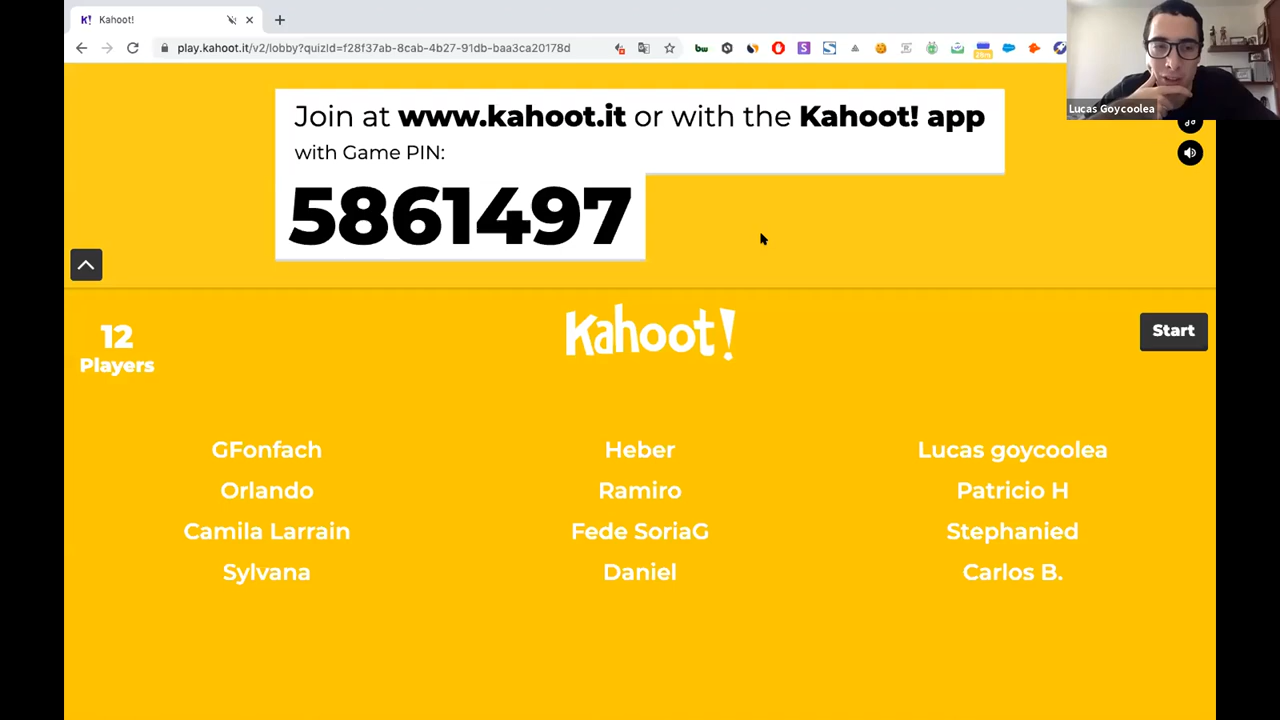 Kahoot!
play.kahoot.it/v2/lobby?quizId=f28f37ab-8cab-4b27-91db-baa3ca20178d
Lucas Goycoolea
Join at www.kahoot.it or with the Kahoot! app
with Game PIN:
5861497
12
Players
Kahoot!
Start
GFonfach
Heber
Lucas goycoolea
Orlando
Ramiro
Patricio H
Camila Larrain
Fede SoriaG
Stephanied
Sylvana
Daniel
Carlos B.